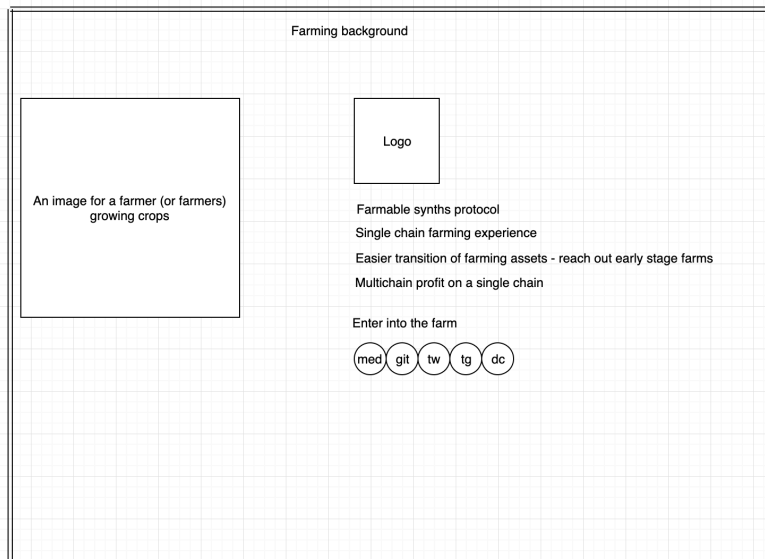 Farming background
An image for a farmer (or farmers)
growing crops
Logo
Farmable synths protocol
Single chain farming experience
Easier transition of farming assets - reach out early stage farms
Multichain profit on a single chain
Enter into the farm
med git tw tg dc